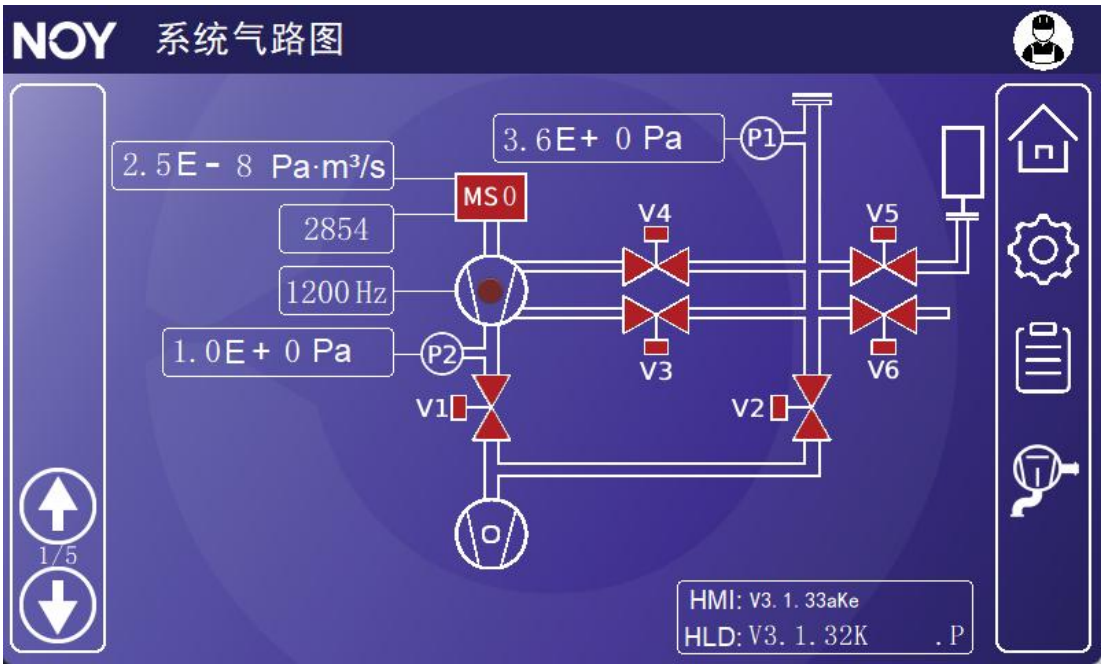 NOY 系统气路图
3.6E+ 0 Pa P1
2.5E- 8 Pa·m³/s
MS0
V4 V5
2854
1200Hz
1.0E+ 0 Pa P2
V3 V6
V1 V2
1/5
HMI: V3.1.33aKe
HLD: V3.1.32K .P